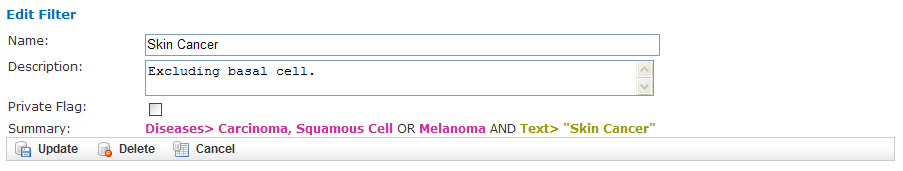 Edit Filter
Name: Skin Cancer
Description: Excluding basal cell.
Private Flag:
Summary: Diseases> Carcinoma, Squamous Cell OR Melanoma AND Text> "Skin Cancer"
Update Delete Cancel